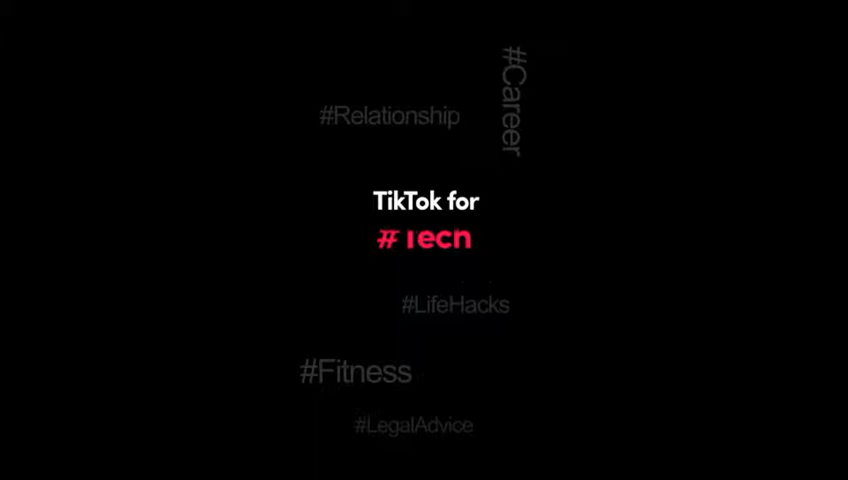 #Career
#Relationship
TikTok for
#Tech
#LifeHacks
#Fitness
#LegalAdvice